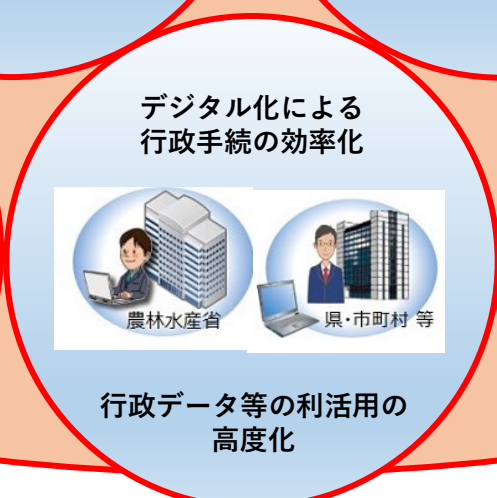 デジタル化による
行政手続の効率化
農林水産省
県・市町村 等
行政データ等の利活用の
高度化